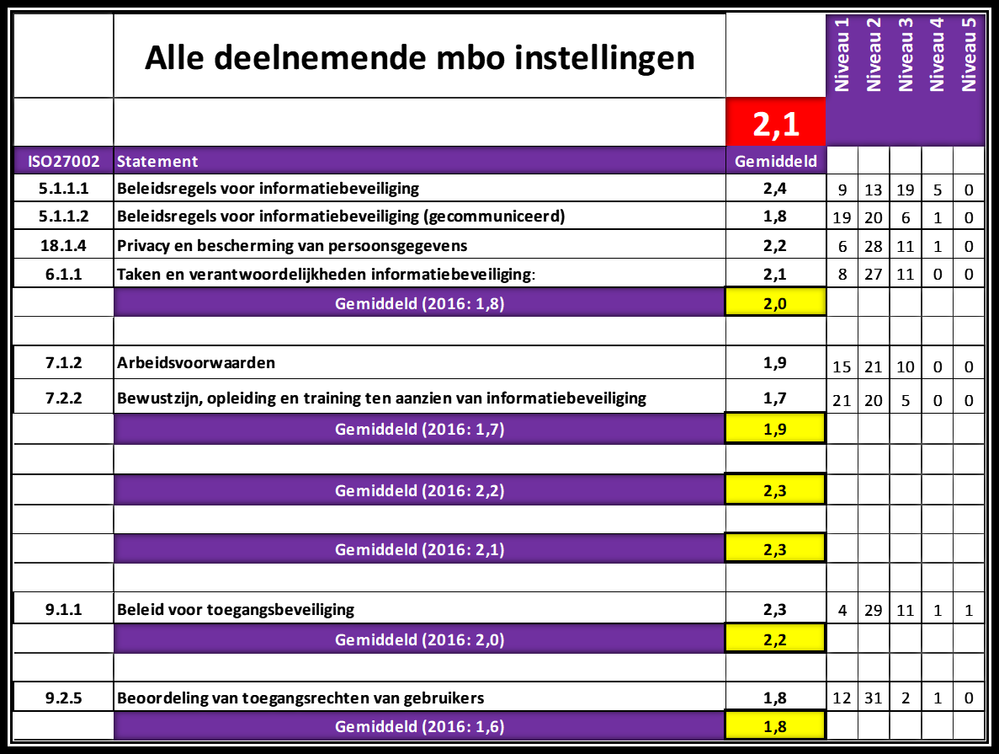 Alle deelnemende mbo instellingen
Niveau 1 Niveau 2 Niveau 3 Niveau 4 Niveau 5
2,1
ISO27002 Statement Gemiddeld
5.1.1.1 Beleidsregels voor informatiebeveiliging 2,4 9 13 19 5 0
5.1.1.2 Beleidsregels voor informatiebeveiliging (gecommuniceerd) 1,8 19 20 6 1 0
18.1.4 Privacy en bescherming van persoonsgegevens 2,2 6 28 11 1 0
6.1.1 Taken en verantwoordelijkheden informatiebeveiliging: 2,1 8 27 11 0 0
Gemiddeld (2016: 1,8) 2,0
7.1.2 Arbeidsvoorwaarden 1,9 15 21 10 0 0
7.2.2 Bewustzijn, opleiding en training ten aanzien van informatiebeveiliging 1,7 21 20 5 0 0
Gemiddeld (2016: 1,7) 1,9
Gemiddeld (2016: 2,2) 2,3
Gemiddeld (2016: 2,1) 2,3
9.1.1 Beleid voor toegangsbeveiliging 2,3 4 29 11 1 1
Gemiddeld (2016: 2,0) 2,2
9.2.5 Beoordeling van toegangsrechten van gebruikers 1,8 12 31 2 1 0
Gemiddeld (2016: 1,6) 1,8